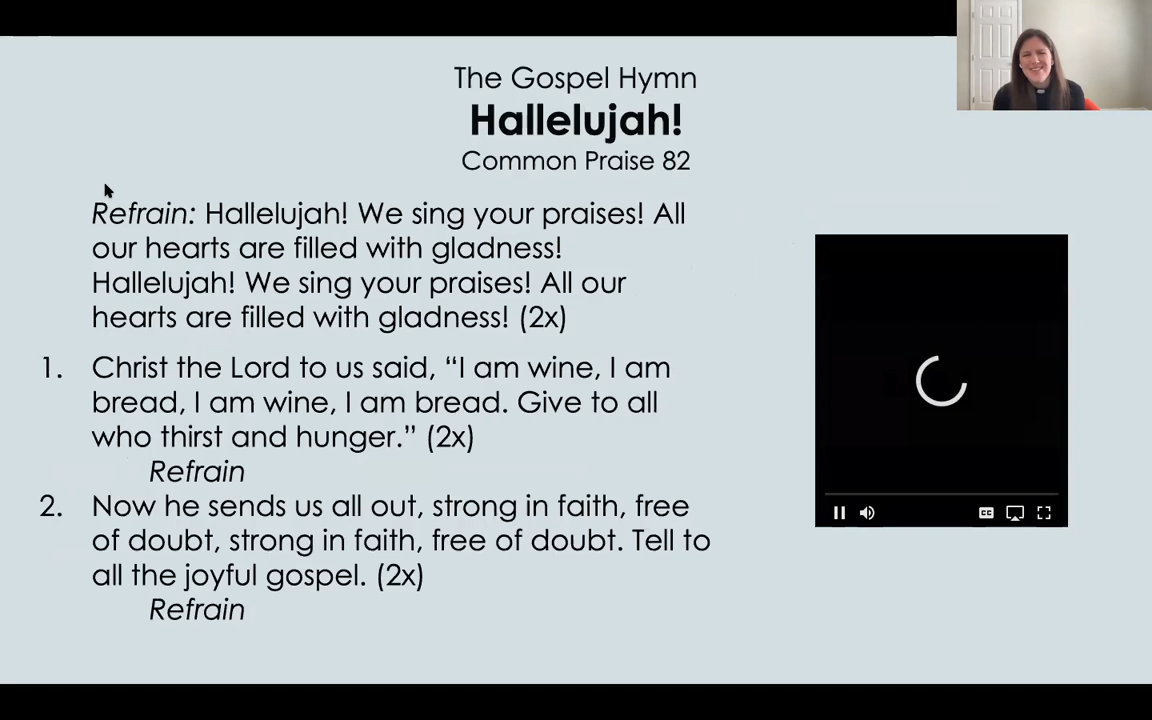 The Gospel Hymn
Hallelujah!
Common Praise 82
Refrain: Hallelujah! We sing your praises! All
our hearts are filled with gladness!
Hallelujah! We sing your praises! All our
hearts are filled with gladness! (2x)
1. Christ the Lord to us said, “I am wine, I am
bread, I am wine, I am bread. Give to all
who thirst and hunger.” (2x)
Refrain
2. Now he sends us all out, strong in faith, free
of doubt, strong in faith, free of doubt. Tell to
all the joyful gospel. (2x)
Refrain
CC